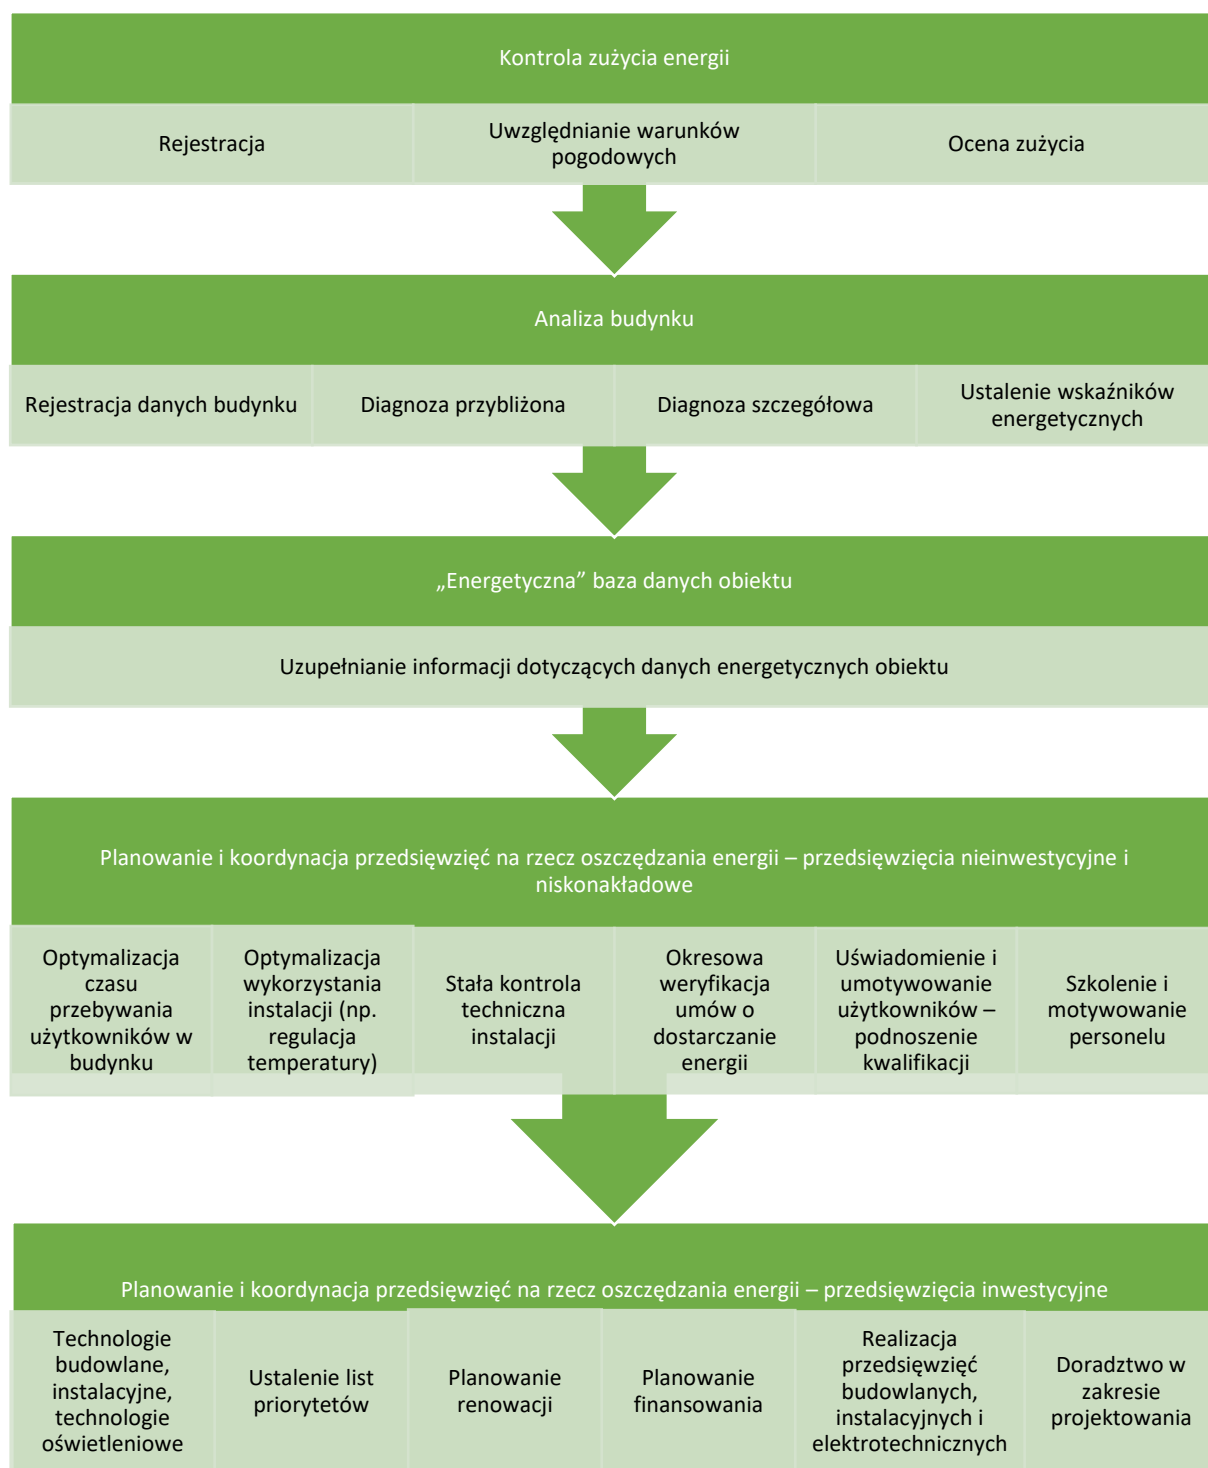 Kontrola zużycia energii
Rejestracja
Uwzględnianie warunków
pogodowych
Ocena zużycia
Analiza budynku
Rejestracja danych budynku
Diagnoza przybliżona
Diagnoza szczegółowa
Ustalenie wskaźników
energetycznych
„Energetyczna” baza danych obiektu
Uzupełnianie informacji dotyczących danych energetycznych obiektu
Planowanie i koordynacja przedsięwzięć na rzecz oszczędzania energii – przedsięwzięcia nieinwestycyjne i
niskonakładowe
Optymalizacja
czasu
przebywania
użytkowników w
budynku
Optymalizacja
wykorzystania
instalacji (np.
regulacja
temperatury)
Stała kontrola
techniczna
instalacji
Okresowa
weryfikacja
umów o
dostarczanie
energii
Uświadomienie i
umotywowanie
użytkowników –
podnoszenie
kwalifikacji
Szkolenie i
motywowanie
personelu
Planowanie i koordynacja przedsięwzięć na rzecz oszczędzania energii – przedsięwzięcia inwestycyjne
Technologie
budowlane,
instalacyjne,
technologie
oświetleniowe
Ustalenie list
priorytetów
Planowanie
renowacji
Planowanie
finansowania
Realizacja
przedsięwzięć
budowlanych,
instalacyjnych i
elektrotechnicznych
Doradztwo w
zakresie
projektowania